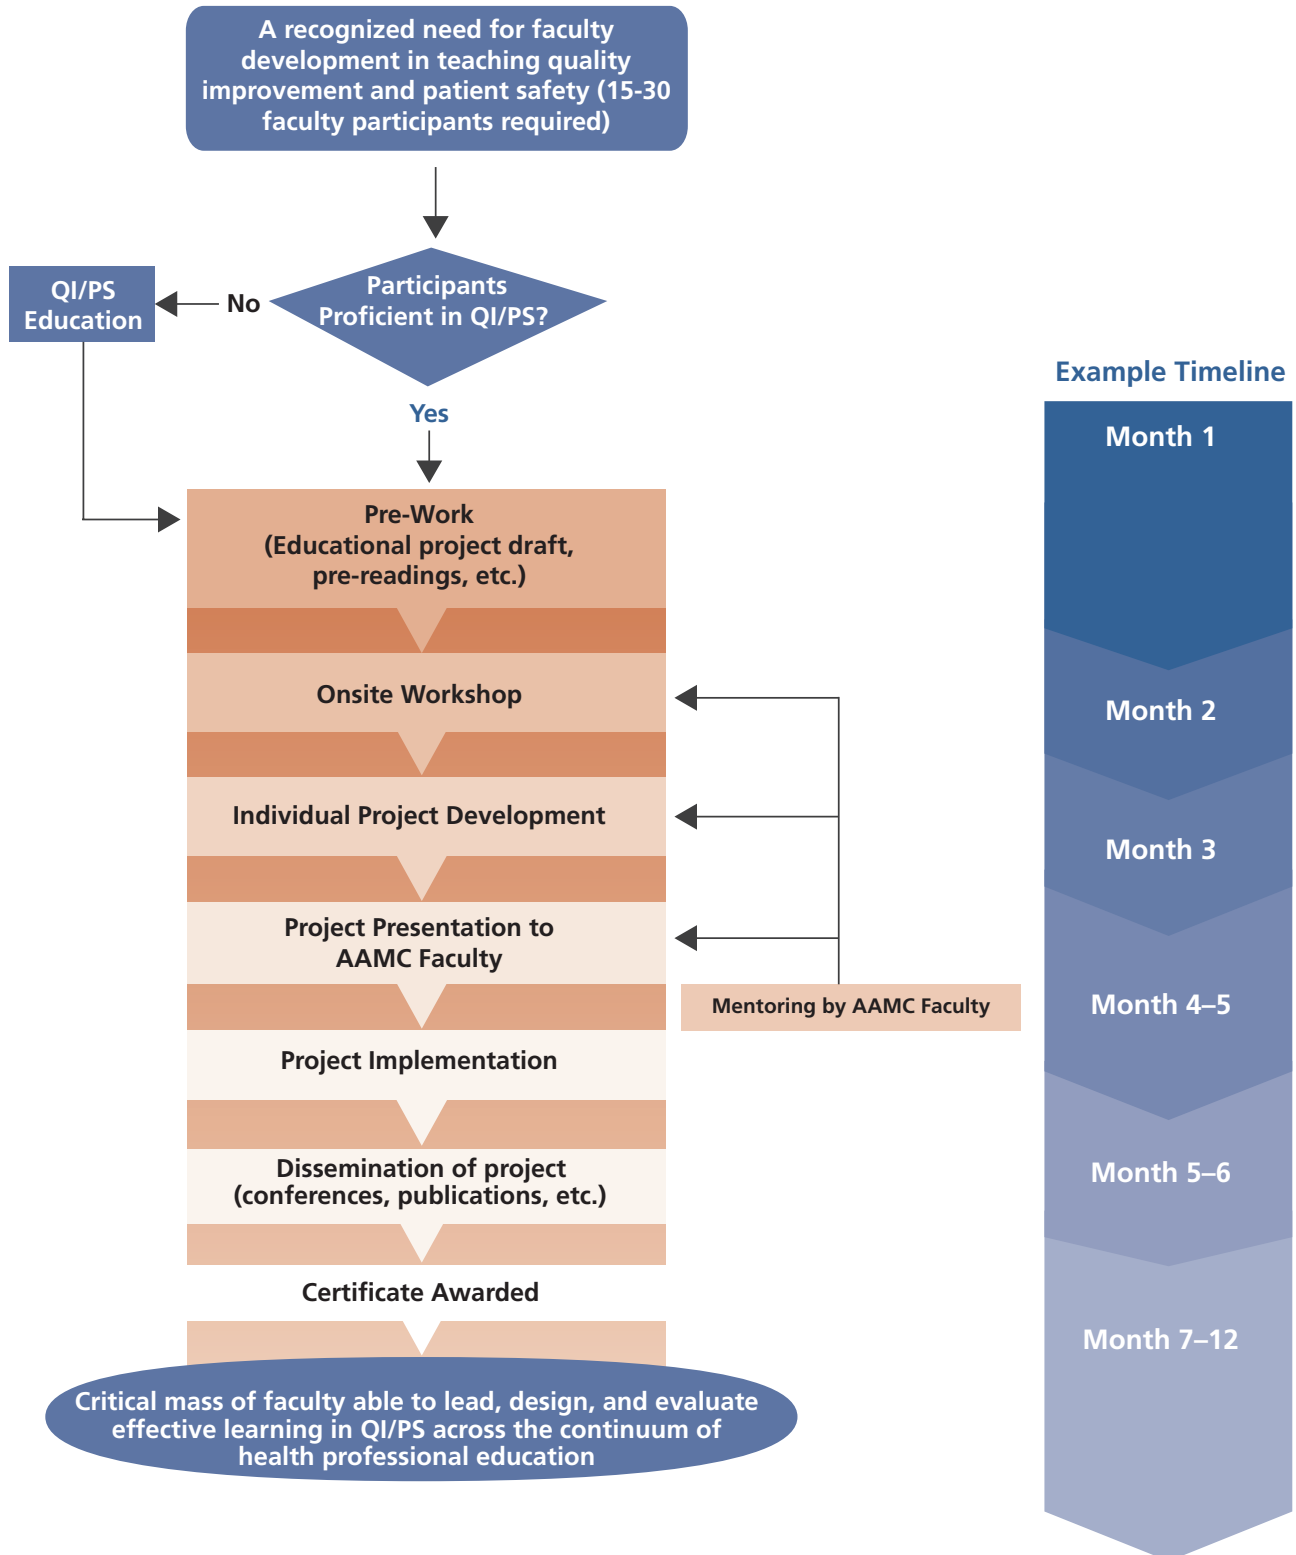 A recognized need for faculty
development in teaching quality
improvement and patient safety (15-30
faculty participants required)
Participants
Proficient in QI/PS?
No
QI/PS
Education
Yes
Pre-Work
(Educational project draft,
pre-readings, etc.)
Onsite Workshop
Individual Project Development
Project Presentation to
AAMC Faculty
Mentoring by AAMC Faculty
Project Implementation
Dissemination of project
(conferences, publications, etc.)
Certificate Awarded
Critical mass of faculty able to lead, design, and evaluate
effective learning in QI/PS across the continuum of
health professional education
Example Timeline
Month 1
Month 2
Month 3
Month 4–5
Month 5–6
Month 7–12